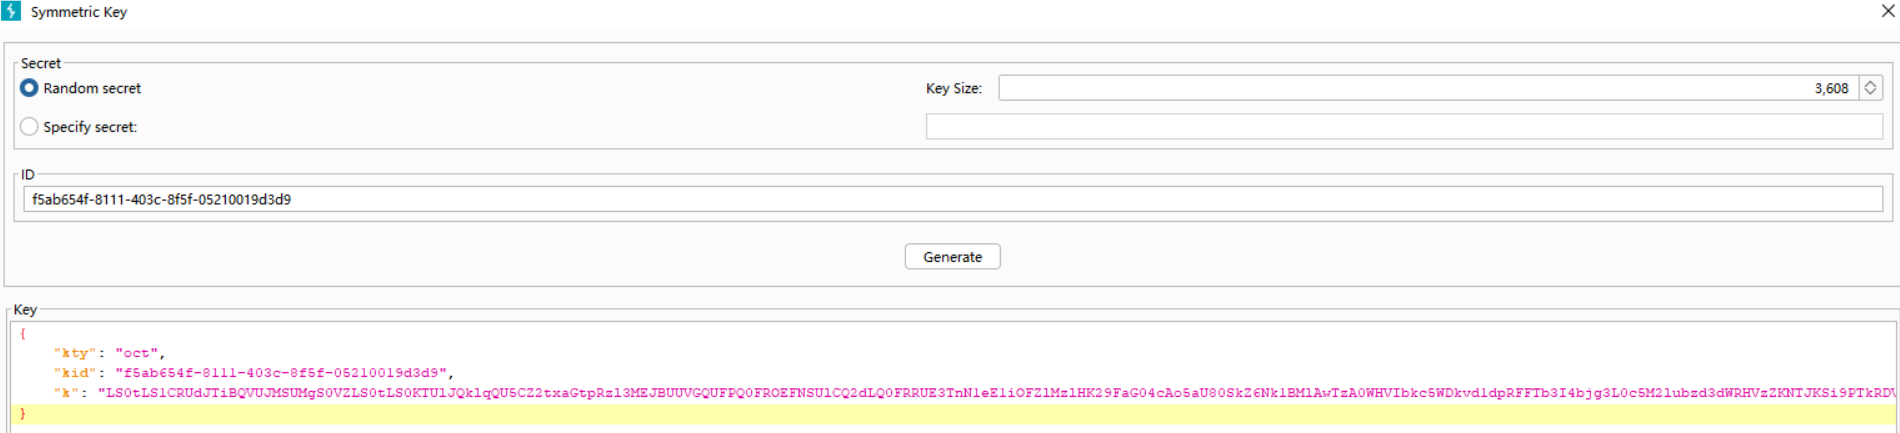 Symmetric Key
Secret
Random secret
Key Size: 3,608
Specify secret:
ID
f5ab654f-8111-403c-8f5f-05210019d3d9
Generate
Key
{
"kty": "oct",
"kid": "f5ab654f-8111-403c-8f5f-05210019d3d9",
"k":
}